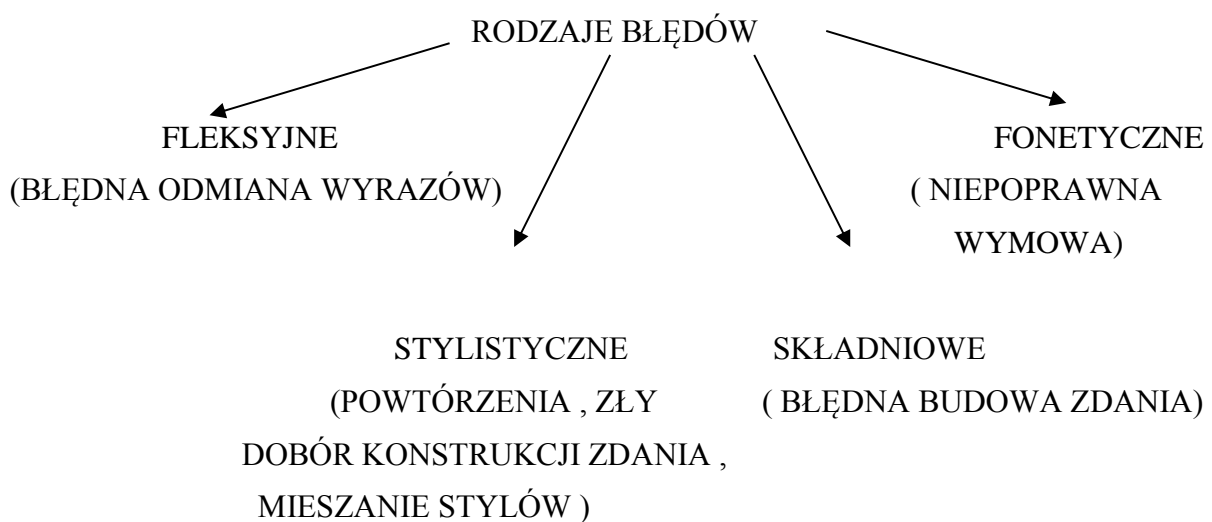 RODZAJE BŁĘDÓW
FLEKSYJNE
(BŁĘDNA ODMIANA WYRAZÓW)
FONETYCZNE
( NIEPOPRAWNA
WYMOWA)
STYLISTYCZNE
(POWTÓRZENIA , ZŁY
DOBÓR KONSTRUKCJI ZDANIA ,
MIESZANIE STYLÓW )
SKŁADNIOWE
( BŁĘDNA BUDOWA ZDANIA)